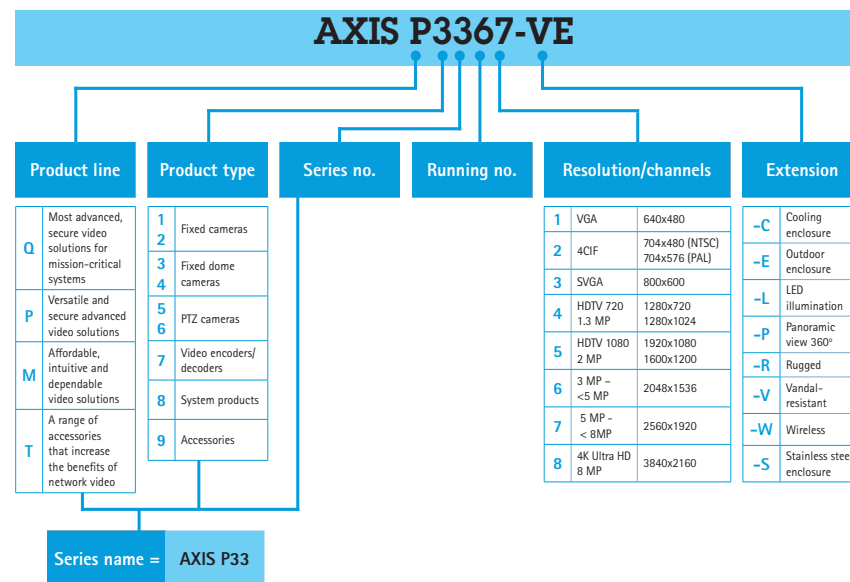 AXIS P3367-VE
Product line
Product type
Series no.
Running no.
Resolution/channels
Extension
Q
Most advanced,
secure video
solutions for
mission-critical
systems
P
Versatile and
secure advanced
video solutions
M
Affordable,
intuitive and
dependable
video solutions
T
A range of
accessories
that increase
the benefits of
network video
1
2
Fixed cameras
3
4
Fixed dome
cameras
5
6
PTZ cameras
7
Video encoders/
decoders
8
System products
9
Accessories
1 VGA 640x480
2 4CIF 704x480 (NTSC)
704x576 (PAL)
3 SVGA 800x600
4 HDTV 720 1280x720
1.3 MP 1280x1024
5 HDTV 1080 1920x1080
2 MP 1600x1200
6 3 MP – 2048x1536
<5 MP
7 5 MP - 2560x1920
< 8MP
8 4K Ultra HD 3840x2160
8 MP
-C Cooling
enclosure
-E Outdoor
enclosure
-L LED
illumination
-P Panoramic
view 360º
-R Rugged
-V Vandal-
resistant
-W Wireless
-S Stainless stee
enclosure
Series name = AXIS P33